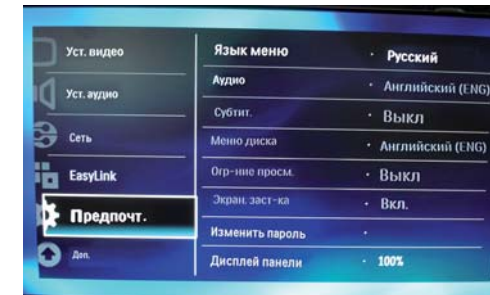 Уст. видео
Уст. аудио
Сеть
EasyLink
Предпочт.
Доп.
Язык меню · Русский
Аудио · Английский (ENG)
Субтит. · Выкл
Меню диска · Английский (ENG)
Огр-ние просм. · Выкл
Экран. заст-ка · Вкл.
Изменить пароль ·
Дисплей панели · 100%